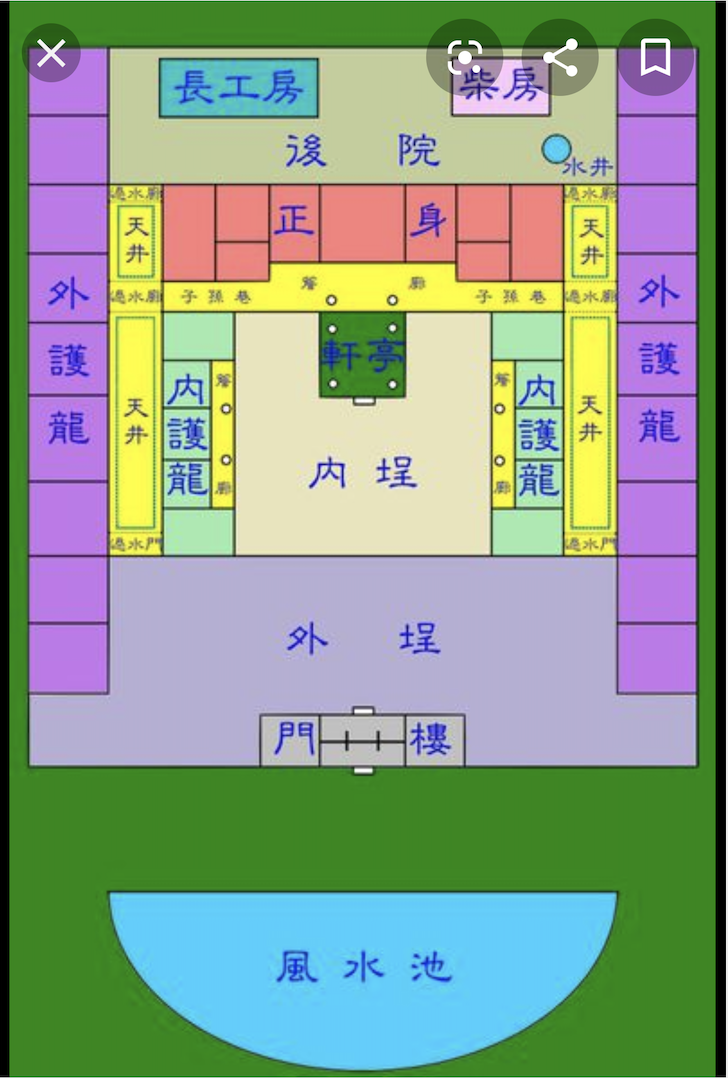 長工房
柴房
後院
水井
過水廊
過水廊
天井
正身
天井
外護龍
過水廊
子孫巷
簷廊
子孫巷
過水廊
外護龍
軒亭
天井
內護龍
簷廊
內埕
簷廊
內護龍
天井
過水門
過水門
外埕
門樓
風水池